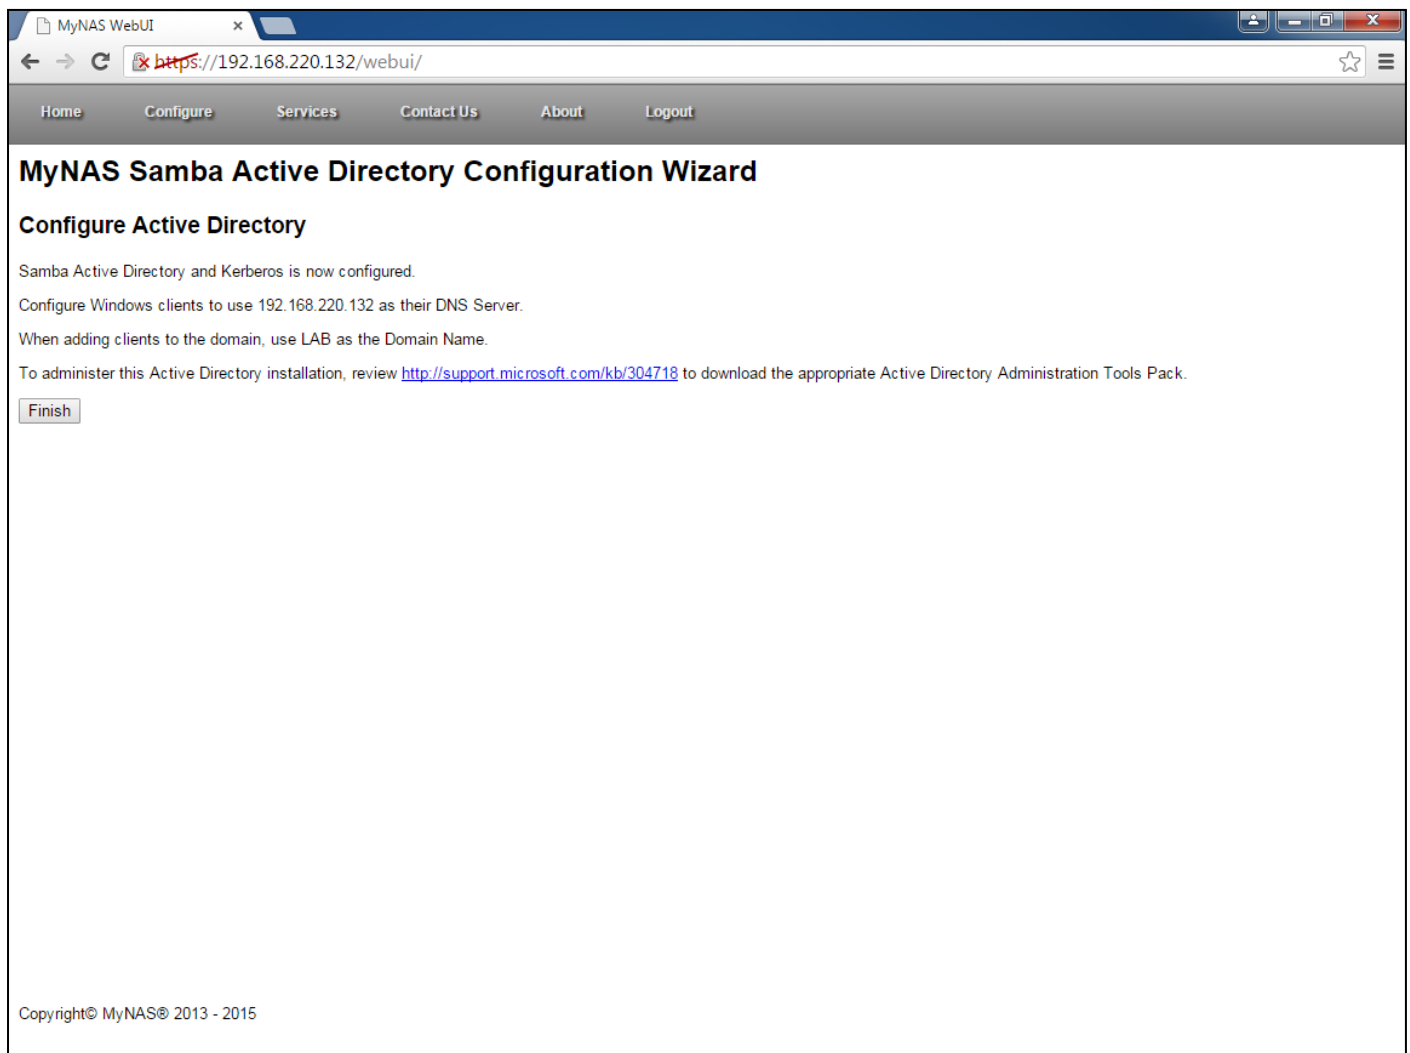 MyNAS WebUI
https://192.168.220.132/webui/
Home Configure Services Contact Us About Logout
MyNAS Samba Active Directory Configuration Wizard
Configure Active Directory
Samba Active Directory and Kerberos is now configured.
Configure Windows clients to use 192.168.220.132 as their DNS Server.
When adding clients to the domain, use LAB as the Domain Name.
To administer this Active Directory installation, review http://support.microsoft.com/kb/304718 to download the appropriate Active Directory Administration Tools Pack.
Finish
Copyright© MyNAS® 2013 - 2015